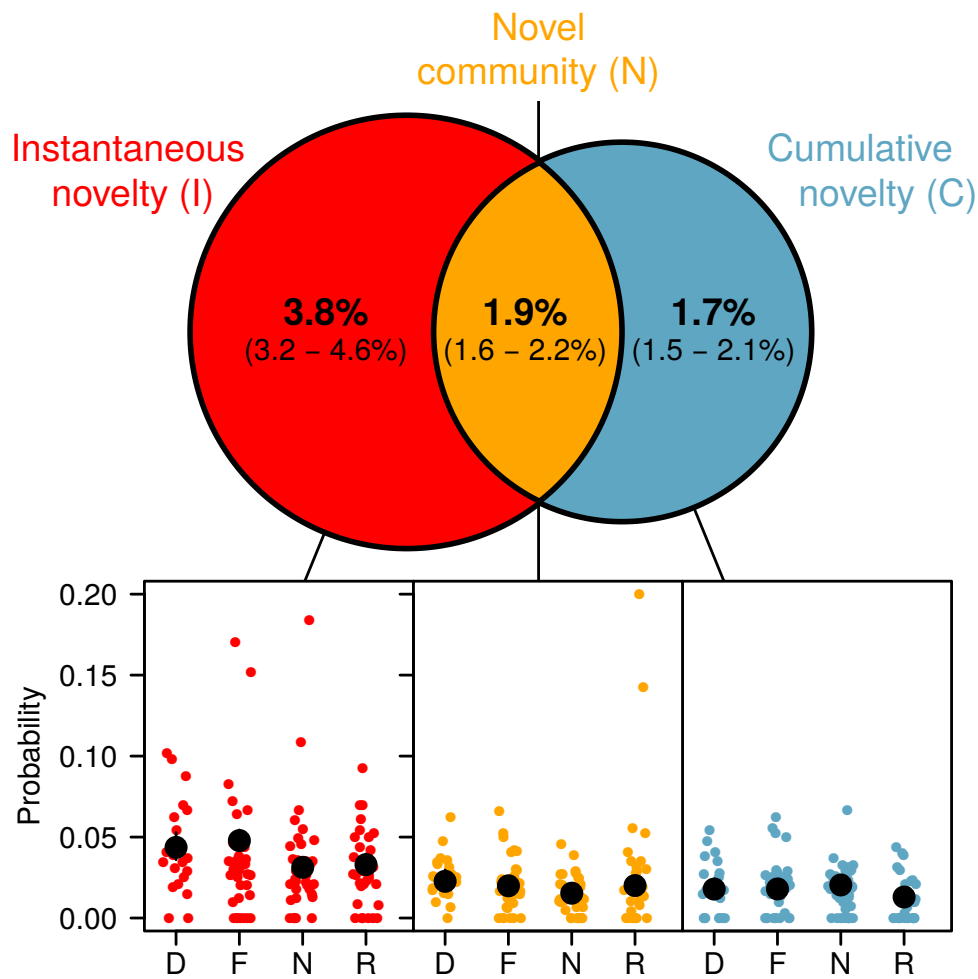 Novel
community (N)
Instantaneous
novelty (I)
Cumulative
novelty (C)
3.8%
(3.2 − 4.6%)
1.9%
(1.6 − 2.2%)
1.7%
(1.5 − 2.1%)
Probability
0.20
0.15
0.10
0.05
0.00
D F N R D F N R D F N R